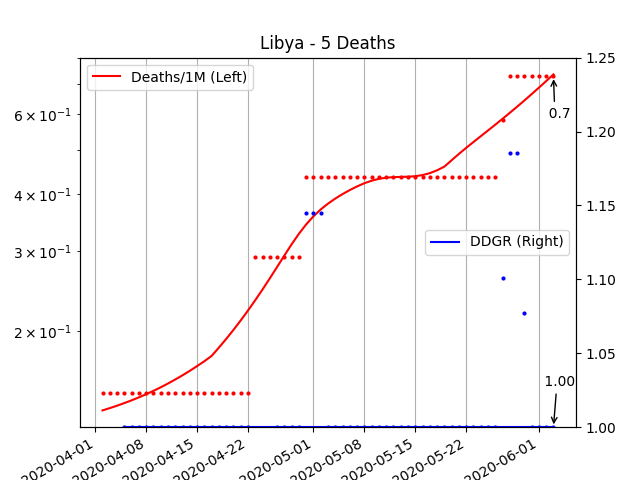 Libya - 5 Deaths
Deaths/1M (Left)
6 × 10⁻¹
4 × 10⁻¹
3 × 10⁻¹
2 × 10⁻¹
1.25
1.20
1.15
1.10
1.05
1.00
0.7
DDGR (Right)
1.00
2020-04-01
2020-04-08
2020-04-15
2020-04-22
2020-05-01
2020-05-08
2020-05-15
2020-05-22
2020-06-01